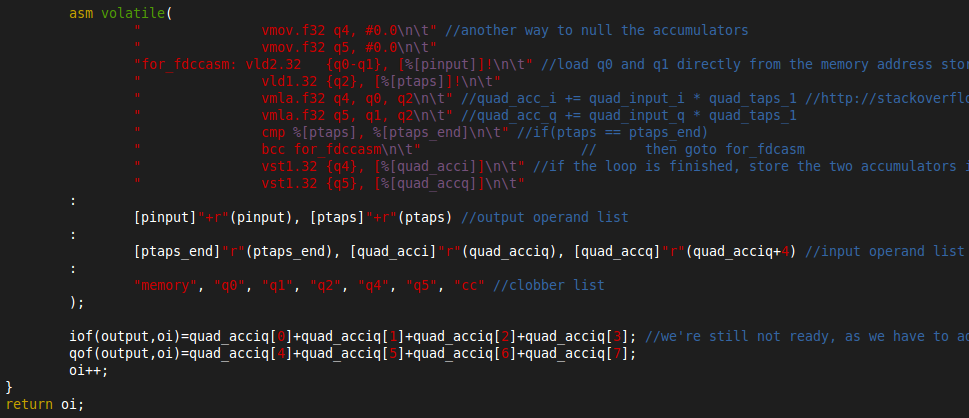 asm volatile(
"               vmov.f32 q4, #0.0\n\t" //another way to null the accumulators
"               vmov.f32 q5, #0.0\n\t"
"for_fdccasm: vld2.32   {q0-q1}, [%[pinput]]!\n\t" //load q0 and q1 directly from the memory address
"               vld1.32 {q2}, [%[ptaps]]!\n\t"
"               vmla.f32 q4, q0, q2\n\t" //quad_acc_i += quad_input_i * quad_taps_1 //http://stackoverflo
"               vmla.f32 q5, q1, q2\n\t" //quad_acc_q += quad_input_q * quad_taps_1
"               cmp %[ptaps], %[ptaps_end]\n\t" //if(ptaps == ptaps_end)
"               bcc for_fdccasm\n\t"                    //      then goto for_fdcasm
"               vst1.32 {q4}, [%[quad_acci]]\n\t" //if the loop is finished, store the two accumulators
"               vst1.32 {q5}, [%[quad_accq]]\n\t"
:
[pinput]"+r"(pinput), [ptaps]"+r"(ptaps) //output operand list
:
[ptaps_end]"r"(ptaps_end), [quad_acci]"r"(quad_acciq), [quad_accq]"r"(quad_acciq+4) //input operand list
:
"memory", "q0", "q1", "q2", "q4", "q5", "cc" //clobber list
);
iof(output,oi)=quad_acciq[0]+quad_acciq[1]+quad_acciq[2]+quad_acciq[3]; //we're still not ready, as we have to
qof(output,oi)=quad_acciq[4]+quad_acciq[5]+quad_acciq[6]+quad_acciq[7];
oi++;
}
return oi;